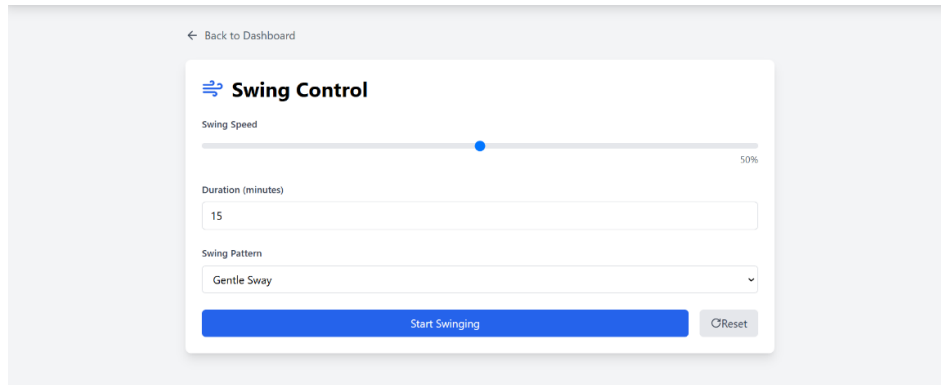 Back to Dashboard
Swing Control
Swing Speed
50%
Duration (minutes)
15
Swing Pattern
Gentle Sway
Start Swinging
Reset